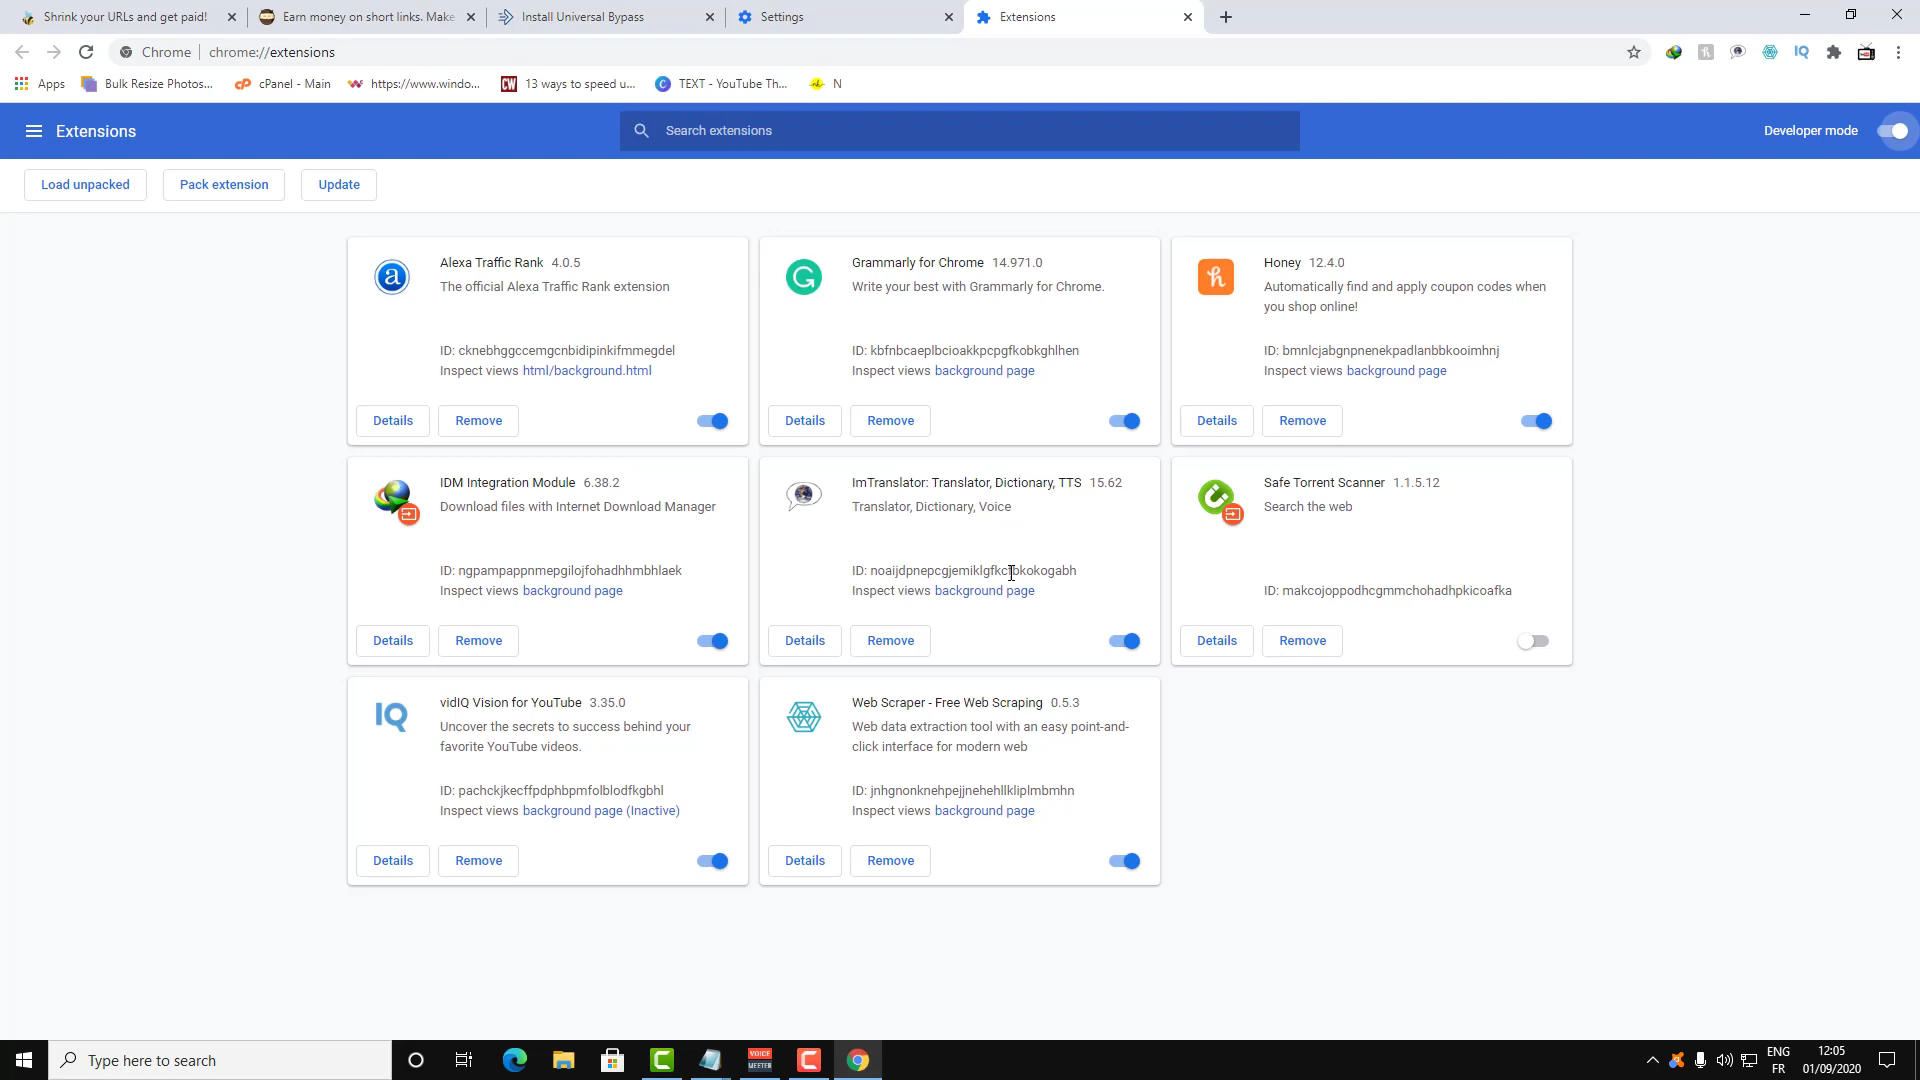 Shrink your URLs and get paid!
Earn money on short links. Make
Install Universal Bypass
Settings
Extensions
Chrome
chrome://extensions
IQ
Apps
Bulk Resize Photos...
cP
cPanel - Main
https://www.windo...
CW
13 ways to speed u...
C
TEXT - YouTube Th...
N
Extensions
Search extensions
Developer mode
Load unpacked
Pack extension
Update
a
Alexa Traffic Rank 4.0.5
The official Alexa Traffic Rank extension
ID: cknebhggccemgcnbidipinkifmmegdel
Inspect views html/background.html
Details
Remove
G
Grammarly for Chrome 14.971.0
Write your best with Grammarly for Chrome.
ID: kbfnbcaeplbcioakkpcpgfkobkghlhen
Inspect views background page
Details
Remove
h
Honey 12.4.0
Automatically find and apply coupon codes when
you shop online!
ID: bmnlcjabgnpnenekpadlanbbkooimhnj
Inspect views background page
Details
Remove
IDM Integration Module 6.38.2
Download files with Internet Download Manager
ID: ngpampappnmepgilojfohadhhmbhlaek
Inspect views background page
Details
Remove
ImTranslator: Translator, Dictionary, TTS 15.62
Translator, Dictionary, Voice
ID: noaijdpnepcgjemiklgfkcfbkokogabh
Inspect views background page
Details
Remove
Safe Torrent Scanner 1.1.5.12
Search the web
ID: makcojoppodhcgmmchohadhpkicoafka
Details
Remove
IQ
vidIQ Vision for YouTube 3.35.0
Uncover the secrets to success behind your
favorite YouTube videos.
ID: pachckjkecffpdphbpmfolblodfkgbhl
Inspect views background page (Inactive)
Details
Remove
Web Scraper - Free Web Scraping 0.5.3
Web data extraction tool with an easy point-and-
click interface for modern web
ID: jnhgnonknehpejjnehehllkliplmbmhn
Inspect views background page
Details
Remove
Type here to search
VOICE
MEETER
ENG
FR
12:05
01/09/2020